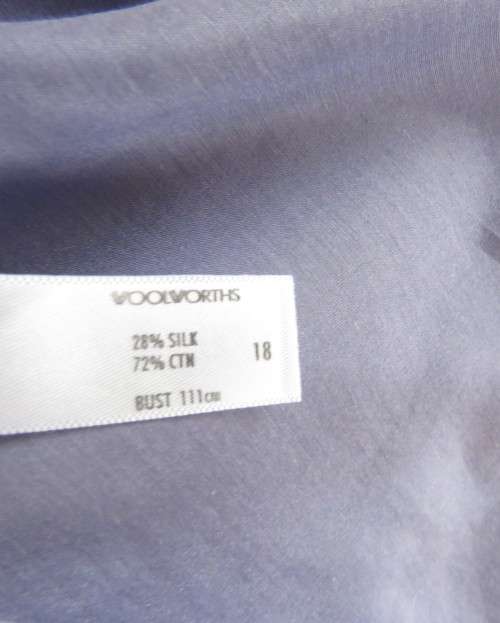 WOOLWORTHS
28% SILK
72% CTN
18
BUST 111cm